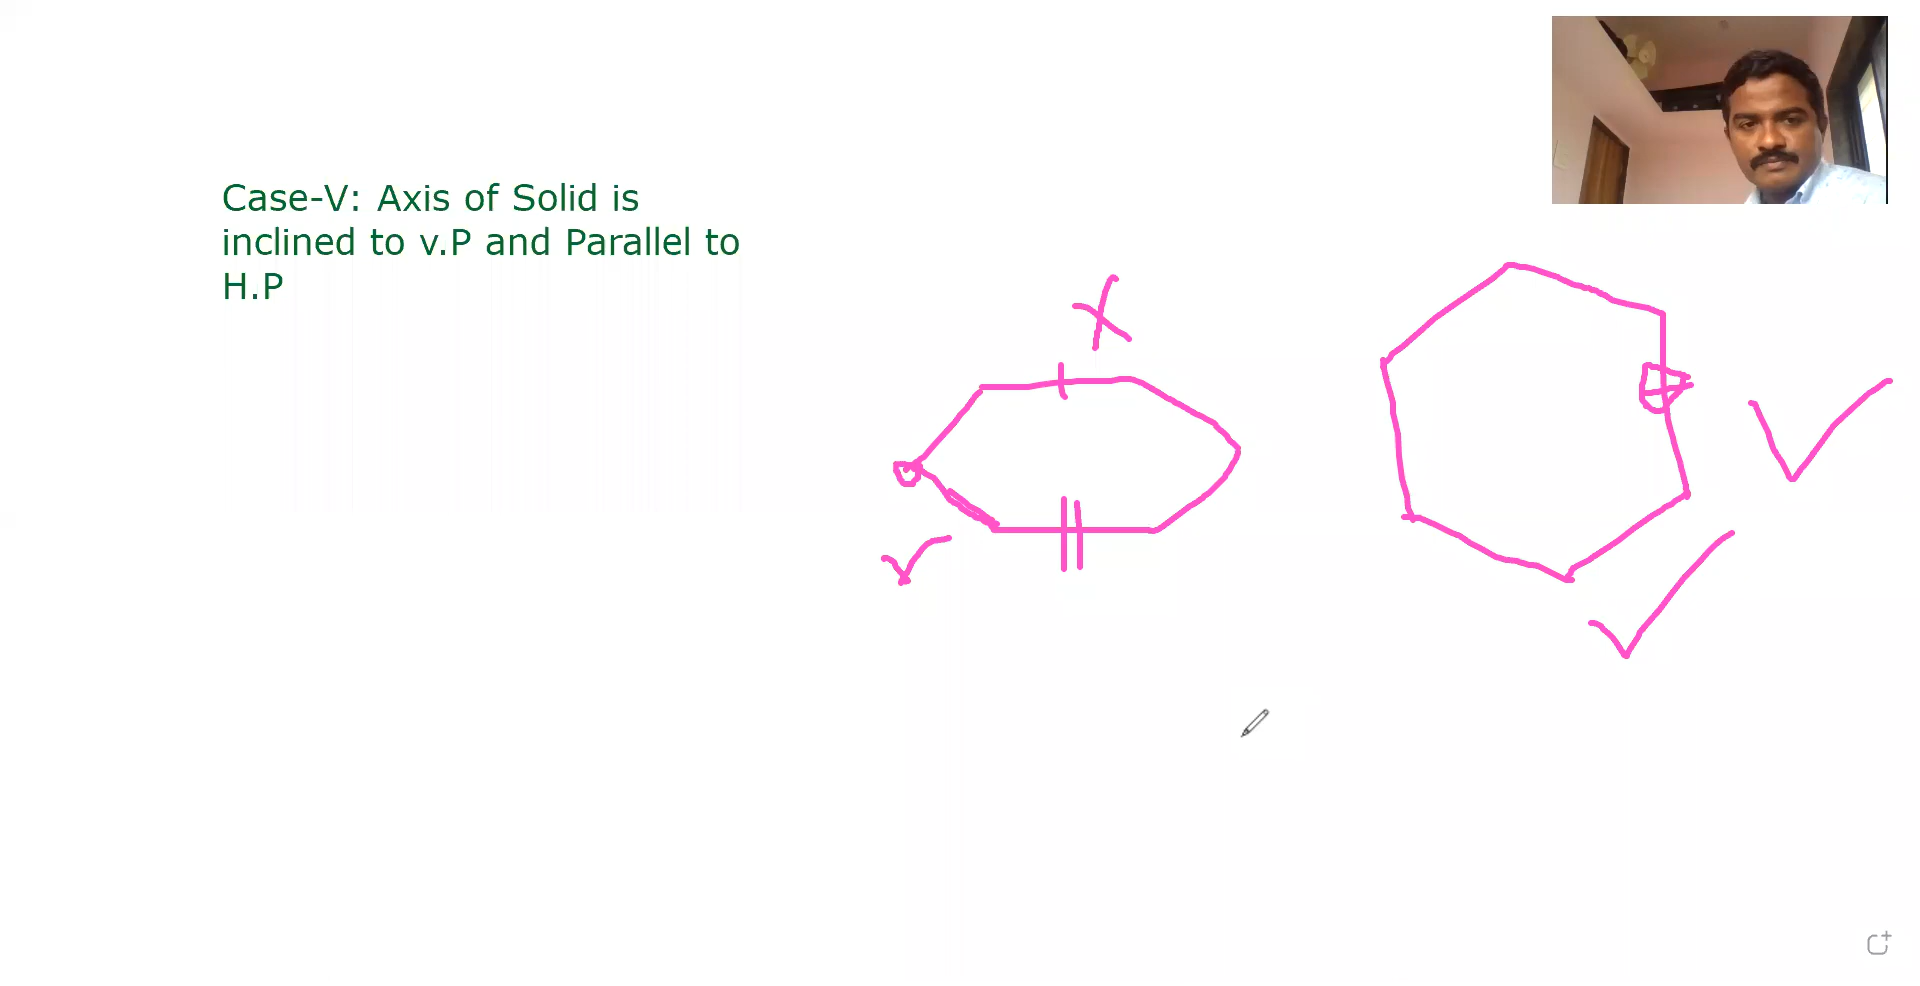 Case-V: Axis of Solid is
inclined to v.P and Parallel to
H.P